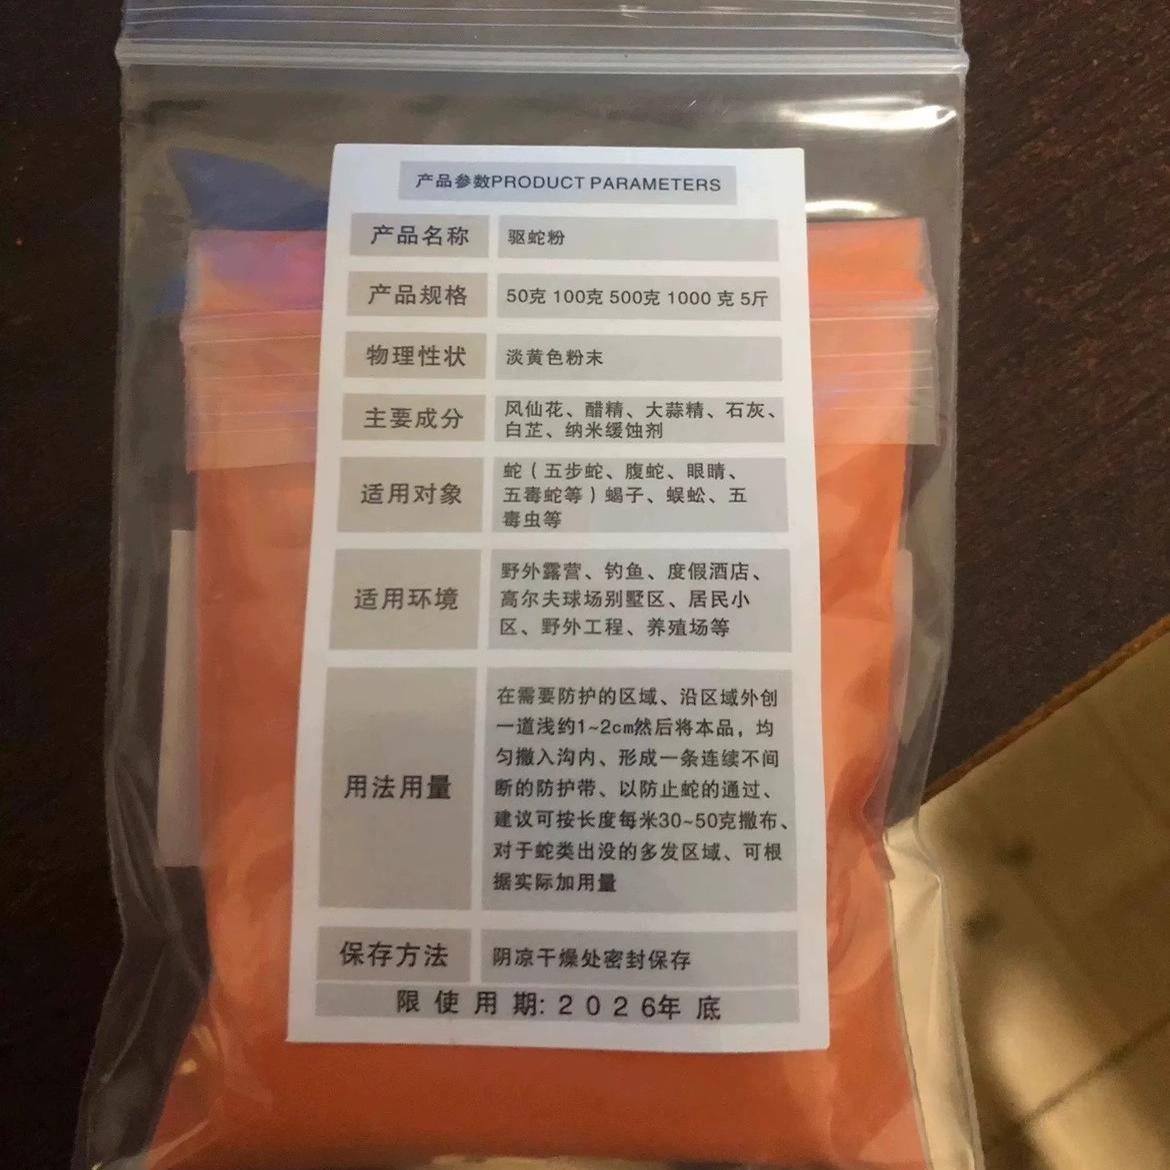 产品参数PRODUCT PARAMETERS
产品名称 驱蛇粉
产品规格 50克 100克 500克 1000 克 5斤
物理性状 淡黄色粉末
主要成分 风仙花、醋精、大蒜精、石灰、
白芷、纳米缓蚀剂
适用对象 蛇(五步蛇、腹蛇、眼睛、
五毒蛇等)蝎子、蜈蚣、五
毒虫等
适用环境 野外露营、钓鱼、度假酒店、
高尔夫球场别墅区、居民小
区、野外工程、养殖场等
用法用量 在需要防护的区域、沿区域外创
一道浅约1~2cm然后将本品,均
匀撒入沟内、形成一条连续不间
断的防护带、以防止蛇的通过、
建议可按长度每米30~50克撒布、
对于蛇类出没的多发区域、可根
据实际加用量
保存方法 阴凉干燥处密封保存
限使用期:2026年底